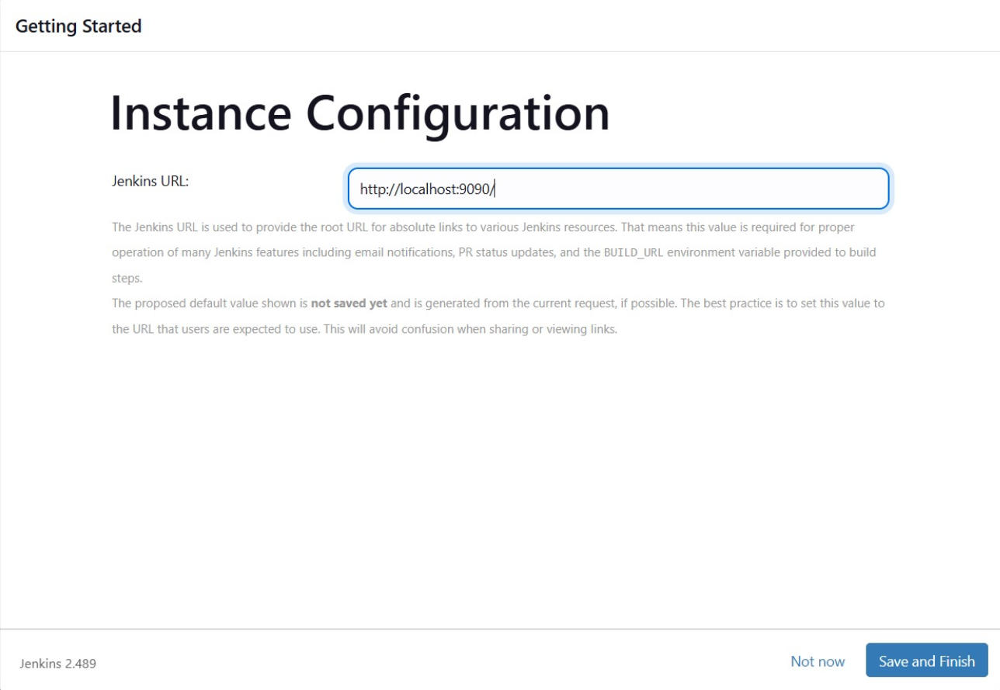 Getting Started
Instance Configuration
Jenkins URL:
http://localhost:9090/
The Jenkins URL is used to provide the root URL for absolute links to various Jenkins resources. That means this value is required for proper
operation of many Jenkins features including email notifications, PR status updates, and the BUILD_URL environment variable provided to build
steps.
The proposed default value shown is not saved yet and is generated from the current request, if possible. The best practice is to set this value to
the URL that users are expected to use. This will avoid confusion when sharing or viewing links.
Jenkins 2.489
Not now
Save and Finish